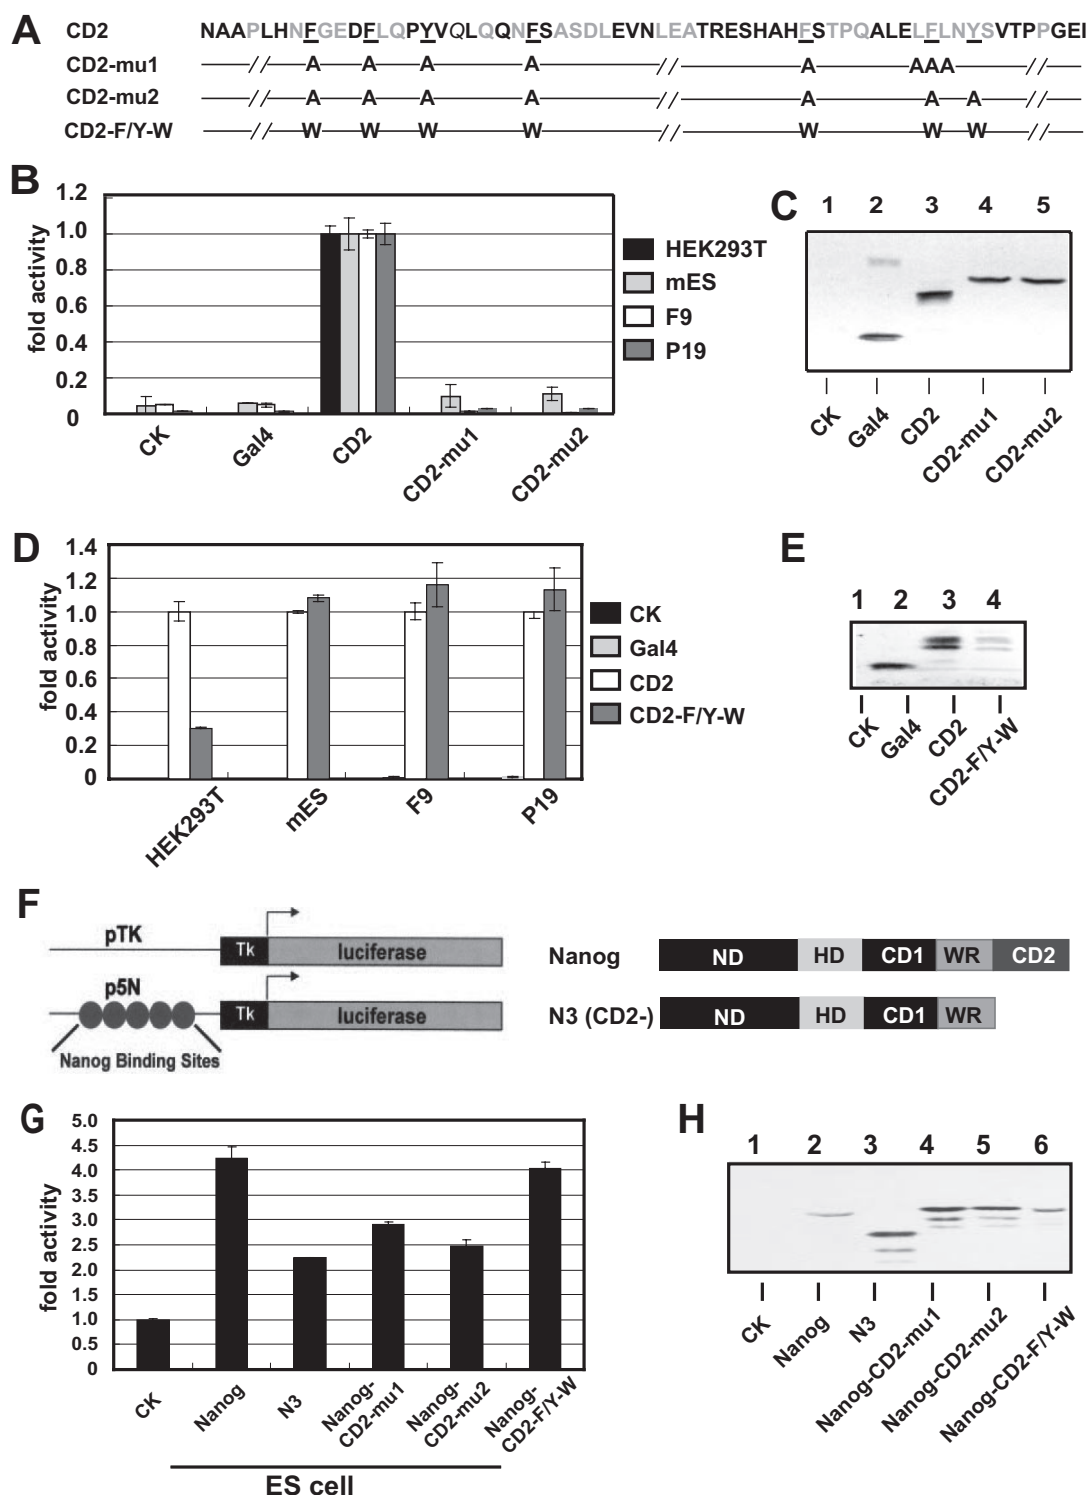 A
CD2 NAAPLHNFGEDFLQPYVQLQQNFSASDLEVNLEATRESHAHFSTPQALELFLNYSVTPPGEI
CD2-mu1 // A A A A // A AAA //
CD2-mu2 // A A A A // A A A //
CD2-F/Y-W // W W W W // W W W //
B
fold activity
1.2
1.0
0.8
0.6
0.4
0.2
0
CK Gal4 CD2 CD2-mu1 CD2-mu2
HEK293T
mES
F9
P19
C
1 2 3 4 5
CK Gal4 CD2 CD2-mu1 CD2-mu2
D
fold activity
1.4
1.2
1.0
0.8
0.6
0.4
0.2
0
HEK293T mES F9 P19
CK
Gal4
CD2
CD2-F/Y-W
E
1 2 3 4
CK Gal4 CD2 CD2-F/Y-W
F
pTK Tk luciferase
p5N Tk luciferase
Nanog Binding Sites
Nanog ND HD CD1 WR CD2
N3 (CD2-) ND HD CD1 WR
G
fold activity
5.0
4.5
4.0
3.5
3.0
2.5
2.0
1.5
1.0
0.5
0
CK Nanog N3 Nanog-CD2-mu1 Nanog-CD2-mu2 Nanog-CD2-F/Y-W
ES cell
H
1 2 3 4 5 6
CK Nanog N3 Nanog-CD2-mu1 Nanog-CD2-mu2 Nanog-CD2-F/Y-W